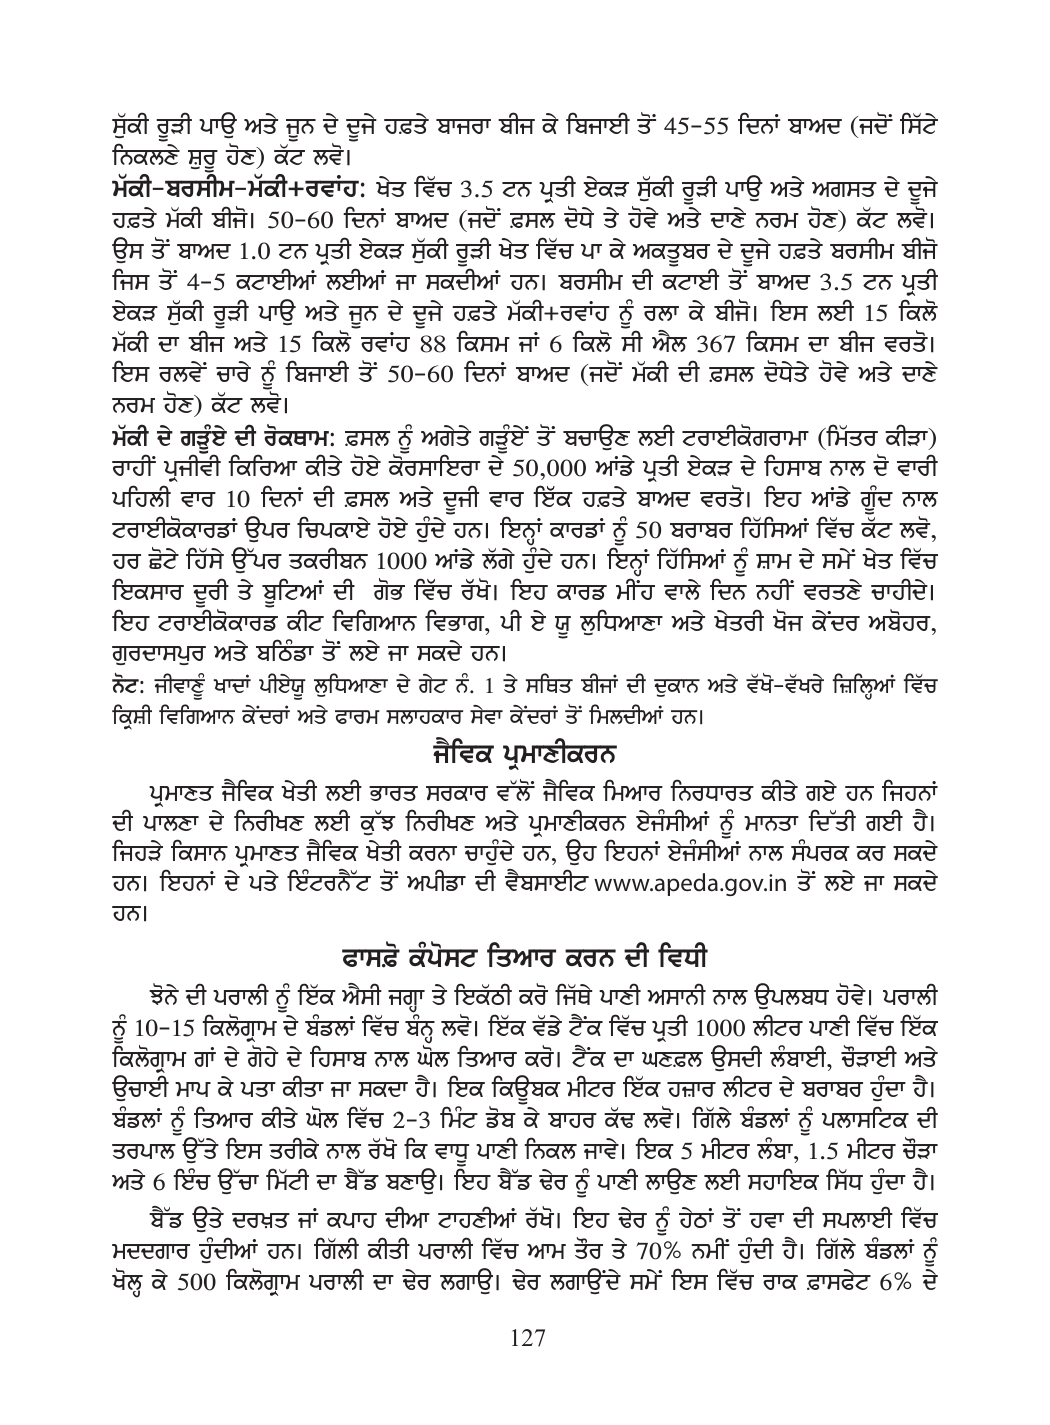 ਸੁੱਕੀ ਰੂੜੀ ਪਾਉ ਅਤੇ ਜੂਨ ਦੇ ਦੂਜੇ ਹਫ਼ਤੇ ਬਾਜਰਾ ਬੀਜ ਕੇ ਬਿਜਾਈ ਤੋਂ 45-55 ਦਿਨਾਂ ਬਾਅਦ (ਜਦੋਂ ਸਿੱਟੇ
ਨਿਕਲਣੇ ਸ਼ੁਰੂ ਹੋਣ) ਕੱਟ ਲਵੋ।
ਮੱਕੀ-ਬਰਸੀਮ-ਮੱਕੀ+ਰਵਾਂਹ: ਖੇਤ ਵਿੱਚ 3.5 ਟਨ ਪ੍ਰਤੀ ਏਕੜ ਸੁੱਕੀ ਰੂੜੀ ਪਾਉ ਅਤੇ ਅਗਸਤ ਦੇ ਦੂਜੇ
ਹਫ਼ਤੇ ਮੱਕੀ ਬੀਜੋ। 50-60 ਦਿਨਾਂ ਬਾਅਦ (ਜਦੋਂ ਫ਼ਸਲ ਦੋਧੇ ਤੇ ਹੋਵੇ ਅਤੇ ਦਾਣੇ ਨਰਮ ਹੋਣ) ਕੱਟ ਲਵੋ।
ਉਸ ਤੋਂ ਬਾਅਦ 1.0 ਟਨ ਪ੍ਰਤੀ ਏਕੜ ਸੁੱਕੀ ਰੂੜੀ ਖੇਤ ਵਿੱਚ ਪਾ ਕੇ ਅਕਤੂਬਰ ਦੇ ਦੂਜੇ ਹਫ਼ਤੇ ਬਰਸੀਮ ਬੀਜੋ
ਜਿਸ ਤੋਂ 4-5 ਕਟਾਈਆਂ ਲਈਆਂ ਜਾ ਸਕਦੀਆਂ ਹਨ। ਬਰਸੀਮ ਦੀ ਕਟਾਈ ਤੋਂ ਬਾਅਦ 3.5 ਟਨ ਪ੍ਰਤੀ
ਏਕੜ ਸੁੱਕੀ ਰੂੜੀ ਪਾਉ ਅਤੇ ਜੂਨ ਦੇ ਦੂਜੇ ਹਫ਼ਤੇ ਮੱਕੀ+ਰਵਾਂਹ ਨੂੰ ਰਲਾ ਕੇ ਬੀਜੋ। ਇਸ ਲਈ 15 ਕਿਲੋ
ਮੱਕੀ ਦਾ ਬੀਜ ਅਤੇ 15 ਕਿਲੋ ਰਵਾਂਹ 88 ਕਿਸਮ ਜਾਂ 6 ਕਿਲੋ ਸੀ ਐਲ 367 ਕਿਸਮ ਦਾ ਬੀਜ ਵਰਤੋ।
ਇਸ ਰਲਵੇਂ ਚਾਰੇ ਨੂੰ ਬਿਜਾਈ ਤੋਂ 50-60 ਦਿਨਾਂ ਬਾਅਦ (ਜਦੋਂ ਮੱਕੀ ਦੀ ਫ਼ਸਲ ਦੋਧੇਤੇ ਹੋਵੇ ਅਤੇ ਦਾਣੇ
ਨਰਮ ਹੋਣ) ਕੱਟ ਲਵੋ।
ਮੱਕੀ ਦੇ ਗੜੂੰਏ ਦੀ ਰੋਕਥਾਮ: ਫ਼ਸਲ ਨੂੰ ਅਗੇਤੇ ਗੜੂੰਏਂ ਤੋਂ ਬਚਾਉਣ ਲਈ ਟਰਾਈਕੋਗਰਾਮਾ (ਮਿੱਤਰ ਕੀੜਾ)
ਰਾਹੀਂ ਪ੍ਰਜੀਵੀ ਕਿਰਿਆ ਕੀਤੇ ਹੋਏ ਕੋਰਸਾਇਰਾ ਦੇ 50,000 ਆਂਡੇ ਪ੍ਰਤੀ ਏਕੜ ਦੇ ਹਿਸਾਬ ਨਾਲ ਦੋ ਵਾਰੀ
ਪਹਿਲੀ ਵਾਰ 10 ਦਿਨਾਂ ਦੀ ਫ਼ਸਲ ਅਤੇ ਦੂਜੀ ਵਾਰ ਇੱਕ ਹਫ਼ਤੇ ਬਾਅਦ ਵਰਤੋ। ਇਹ ਆਂਡੇ ਗੂੰਦ ਨਾਲ
ਟਰਾਈਕੋਕਾਰਡਾਂ ਉਪਰ ਚਿਪਕਾਏ ਹੋਏ ਹੁੰਦੇ ਹਨ। ਇਨ੍ਹਾਂ ਕਾਰਡਾਂ ਨੂੰ 50 ਬਰਾਬਰ ਹਿੱਸਿਆਂ ਵਿੱਚ ਕੱਟ ਲਵੋ,
ਹਰ ਛੋਟੇ ਹਿੱਸੇ ਉੱਪਰ ਤਕਰੀਬਨ 1000 ਆਂਡੇ ਲੱਗੇ ਹੁੰਦੇ ਹਨ। ਇਨ੍ਹਾਂ ਹਿੱਸਿਆਂ ਨੂੰ ਸ਼ਾਮ ਦੇ ਸਮੇਂ ਖੇਤ ਵਿੱਚ
ਇਕਸਾਰ ਦੂਰੀ ਤੇ ਬੂਟਿਆਂ ਦੀ ਗੋਭ ਵਿੱਚ ਰੱਖੋ। ਇਹ ਕਾਰਡ ਮੀਂਹ ਵਾਲੇ ਦਿਨ ਨਹੀਂ ਵਰਤਣੇ ਚਾਹੀਦੇ।
ਇਹ ਟਰਾਈਕੋਕਾਰਡ ਕੀਟ ਵਿਗਿਆਨ ਵਿਭਾਗ, ਪੀ ਏ ਯੂ ਲੁਧਿਆਣਾ ਅਤੇ ਖੇਤਰੀ ਖੋਜ ਕੇਂਦਰ ਅਬੋਹਰ,
ਗੁਰਦਾਸਪੁਰ ਅਤੇ ਬਠਿੰਡਾ ਤੋਂ ਲਏ ਜਾ ਸਕਦੇ ਹਨ।
ਨੋਟ: ਜੀਵਾਣੂੰ ਖਾਦਾਂ ਪੀਏਯੂ ਲੁਧਿਆਣਾ ਦੇ ਗੇਟ ਨੰ. 1 ਤੇ ਸਥਿਤ ਬੀਜਾਂ ਦੀ ਦੁਕਾਨ ਅਤੇ ਵੱਖੋ-ਵੱਖਰੇ ਜ਼ਿਲ੍ਹਿਆਂ ਵਿੱਚ
ਕ੍ਰਿਸ਼ੀ ਵਿਗਿਆਨ ਕੇਂਦਰਾਂ ਅਤੇ ਫਾਰਮ ਸਲਾਹਕਾਰ ਸੇਵਾ ਕੇਂਦਰਾਂ ਤੋਂ ਮਿਲਦੀਆਂ ਹਨ।
ਜੈਵਿਕ ਪ੍ਰਮਾਣੀਕਰਨ
ਪ੍ਰਮਾਣਤ ਜੈਵਿਕ ਖੇਤੀ ਲਈ ਭਾਰਤ ਸਰਕਾਰ ਵੱਲੋਂ ਜੈਵਿਕ ਮਿਆਰ ਨਿਰਧਾਰਤ ਕੀਤੇ ਗਏ ਹਨ ਜਿਹਨਾਂ
ਦੀ ਪਾਲਣਾ ਦੇ ਨਿਰੀਖਣ ਲਈ ਕੁੱਝ ਨਿਰੀਖਣ ਅਤੇ ਪ੍ਰਮਾਣੀਕਰਨ ਏਜੰਸੀਆਂ ਨੂੰ ਮਾਨਤਾ ਦਿੱਤੀ ਗਈ ਹੈ।
ਜਿਹੜੇ ਕਿਸਾਨ ਪ੍ਰਮਾਣਤ ਜੈਵਿਕ ਖੇਤੀ ਕਰਨਾ ਚਾਹੁੰਦੇ ਹਨ, ਉਹ ਇਹਨਾਂ ਏਜੰਸੀਆਂ ਨਾਲ ਸੰਪਰਕ ਕਰ ਸਕਦੇ
ਹਨ। ਇਹਨਾਂ ਦੇ ਪਤੇ ਇੰਟਰਨੈੱਟ ਤੋਂ ਅਪੀਡਾ ਦੀ ਵੈਬਸਾਈਟ www.apeda.gov.in ਤੋਂ ਲਏ ਜਾ ਸਕਦੇ
ਹਨ।
ਫਾਸਫ਼ੋ ਕੰਪੋਸਟ ਤਿਆਰ ਕਰਨ ਦੀ ਵਿਧੀ
ਝੋਨੇ ਦੀ ਪਰਾਲੀ ਨੂੰ ਇੱਕ ਐਸੀ ਜਗ੍ਹਾ ਤੇ ਇਕੱਠੀ ਕਰੋ ਜਿੱਥੇ ਪਾਣੀ ਅਸਾਨੀ ਨਾਲ ਉਪਲਬਧ ਹੋਵੇ। ਪਰਾਲੀ
ਨੂੰ 10-15 ਕਿਲੋਗ੍ਰਾਮ ਦੇ ਬੰਡਲਾਂ ਵਿੱਚ ਬੰਨ੍ਹ ਲਵੋ। ਇੱਕ ਵੱਡੇ ਟੈਂਕ ਵਿੱਚ ਪ੍ਰਤੀ 1000 ਲੀਟਰ ਪਾਣੀ ਵਿੱਚ ਇੱਕ
ਕਿਲੋਗ੍ਰਾਮ ਗਾਂ ਦੇ ਗੋਹੇ ਦੇ ਹਿਸਾਬ ਨਾਲ ਘੋਲ ਤਿਆਰ ਕਰੋ। ਟੈਂਕ ਦਾ ਘਣਫ਼ਲ ਉਸਦੀ ਲੰਬਾਈ, ਚੌੜਾਈ ਅਤੇ
ਉਚਾਈ ਮਾਪ ਕੇ ਪਤਾ ਕੀਤਾ ਜਾ ਸਕਦਾ ਹੈ। ਇਕ ਕਿਊਬਕ ਮੀਟਰ ਇੱਕ ਹਜ਼ਾਰ ਲੀਟਰ ਦੇ ਬਰਾਬਰ ਹੁੰਦਾ ਹੈ।
ਬੰਡਲਾਂ ਨੂੰ ਤਿਆਰ ਕੀਤੇ ਘੋਲ ਵਿੱਚ 2-3 ਮਿੰਟ ਡੋਬ ਕੇ ਬਾਹਰ ਕੱਢ ਲਵੋ। ਗਿੱਲੇ ਬੰਡਲਾਂ ਨੂੰ ਪਲਾਸਟਿਕ ਦੀ
ਤਰਪਾਲ ਉੱਤੇ ਇਸ ਤਰੀਕੇ ਨਾਲ ਰੱਖੋ ਕਿ ਵਾਧੂ ਪਾਣੀ ਨਿਕਲ ਜਾਵੇ। ਇਕ 5 ਮੀਟਰ ਲੰਬਾ, 1.5 ਮੀਟਰ ਚੌੜਾ
ਅਤੇ 6 ਇੰਚ ਉੱਚਾ ਮਿੱਟੀ ਦਾ ਬੈੱਡ ਬਣਾਉ। ਇਹ ਬੈੱਡ ਢੇਰ ਨੂੰ ਪਾਣੀ ਲਾਉਣ ਲਈ ਸਹਾਇਕ ਸਿੱਧ ਹੁੰਦਾ ਹੈ।
ਬੈੱਡ ਉਤੇ ਦਰਖ਼ਤ ਜਾਂ ਕਪਾਹ ਦੀਆ ਟਾਹਣੀਆਂ ਰੱਖੋ। ਇਹ ਢੇਰ ਨੂੰ ਹੇਠਾਂ ਤੋਂ ਹਵਾ ਦੀ ਸਪਲਾਈ ਵਿੱਚ
ਮਦਦਗਾਰ ਹੁੰਦੀਆਂ ਹਨ। ਗਿੱਲੀ ਕੀਤੀ ਪਰਾਲੀ ਵਿੱਚ ਆਮ ਤੌਰ ਤੇ 70% ਨਮੀਂ ਹੁੰਦੀ ਹੈ। ਗਿੱਲੇ ਬੰਡਲਾਂ ਨੂੰ
ਖੋਲ੍ਹ ਕੇ 500 ਕਿਲੋਗ੍ਰਾਮ ਪਰਾਲੀ ਦਾ ਢੇਰ ਲਗਾਉ। ਢੇਰ ਲਗਾਉਂਦੇ ਸਮੇਂ ਇਸ ਵਿੱਚ ਰਾਕ ਫ਼ਾਸਫੇਟ 6% ਦੇ
127